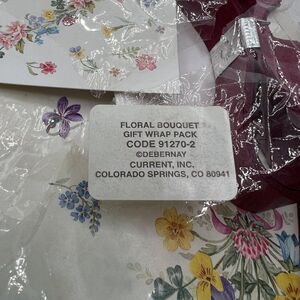 FLORAL BOUQUET
GIFT WRAP PACK
CODE 91270-2
©DEBERNAY
CURRENT, INC.
COLORADO SPRINGS, CO 80941